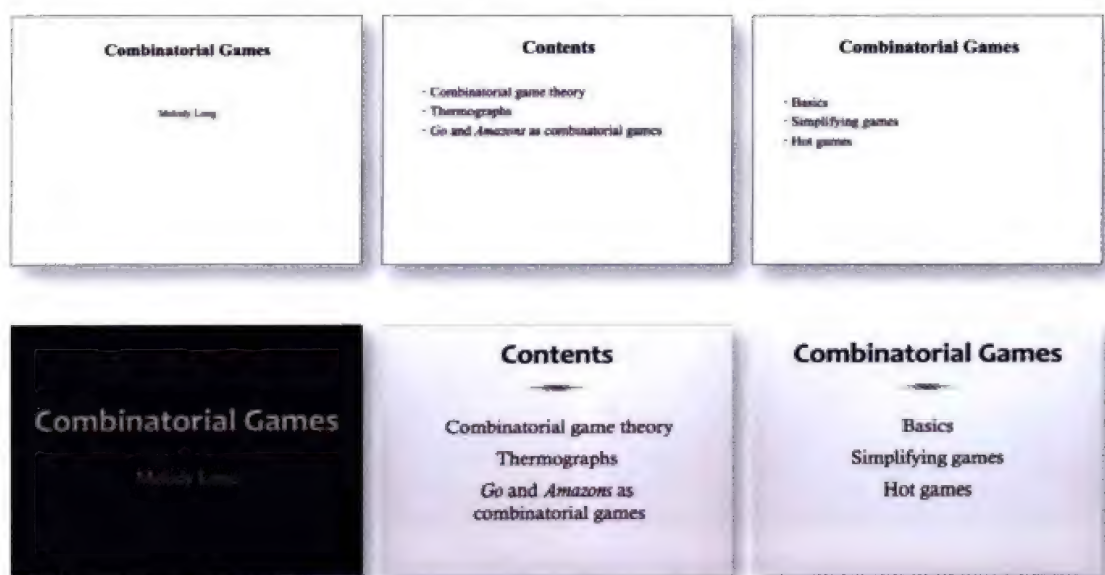 Combinatorial Games
Melody Long
Contents
· Combinatorial game theory
· Thermographs
· Go and Amazons as combinatorial games
Combinatorial Games
· Basics
· Simplifying games
· Hot games
Combinatorial Games
Melody
Contents
Combinatorial game theory
Thermographs
Go and Amazons as
combinatorial games
Combinatorial Games
Basics
Simplifying games
Hot games